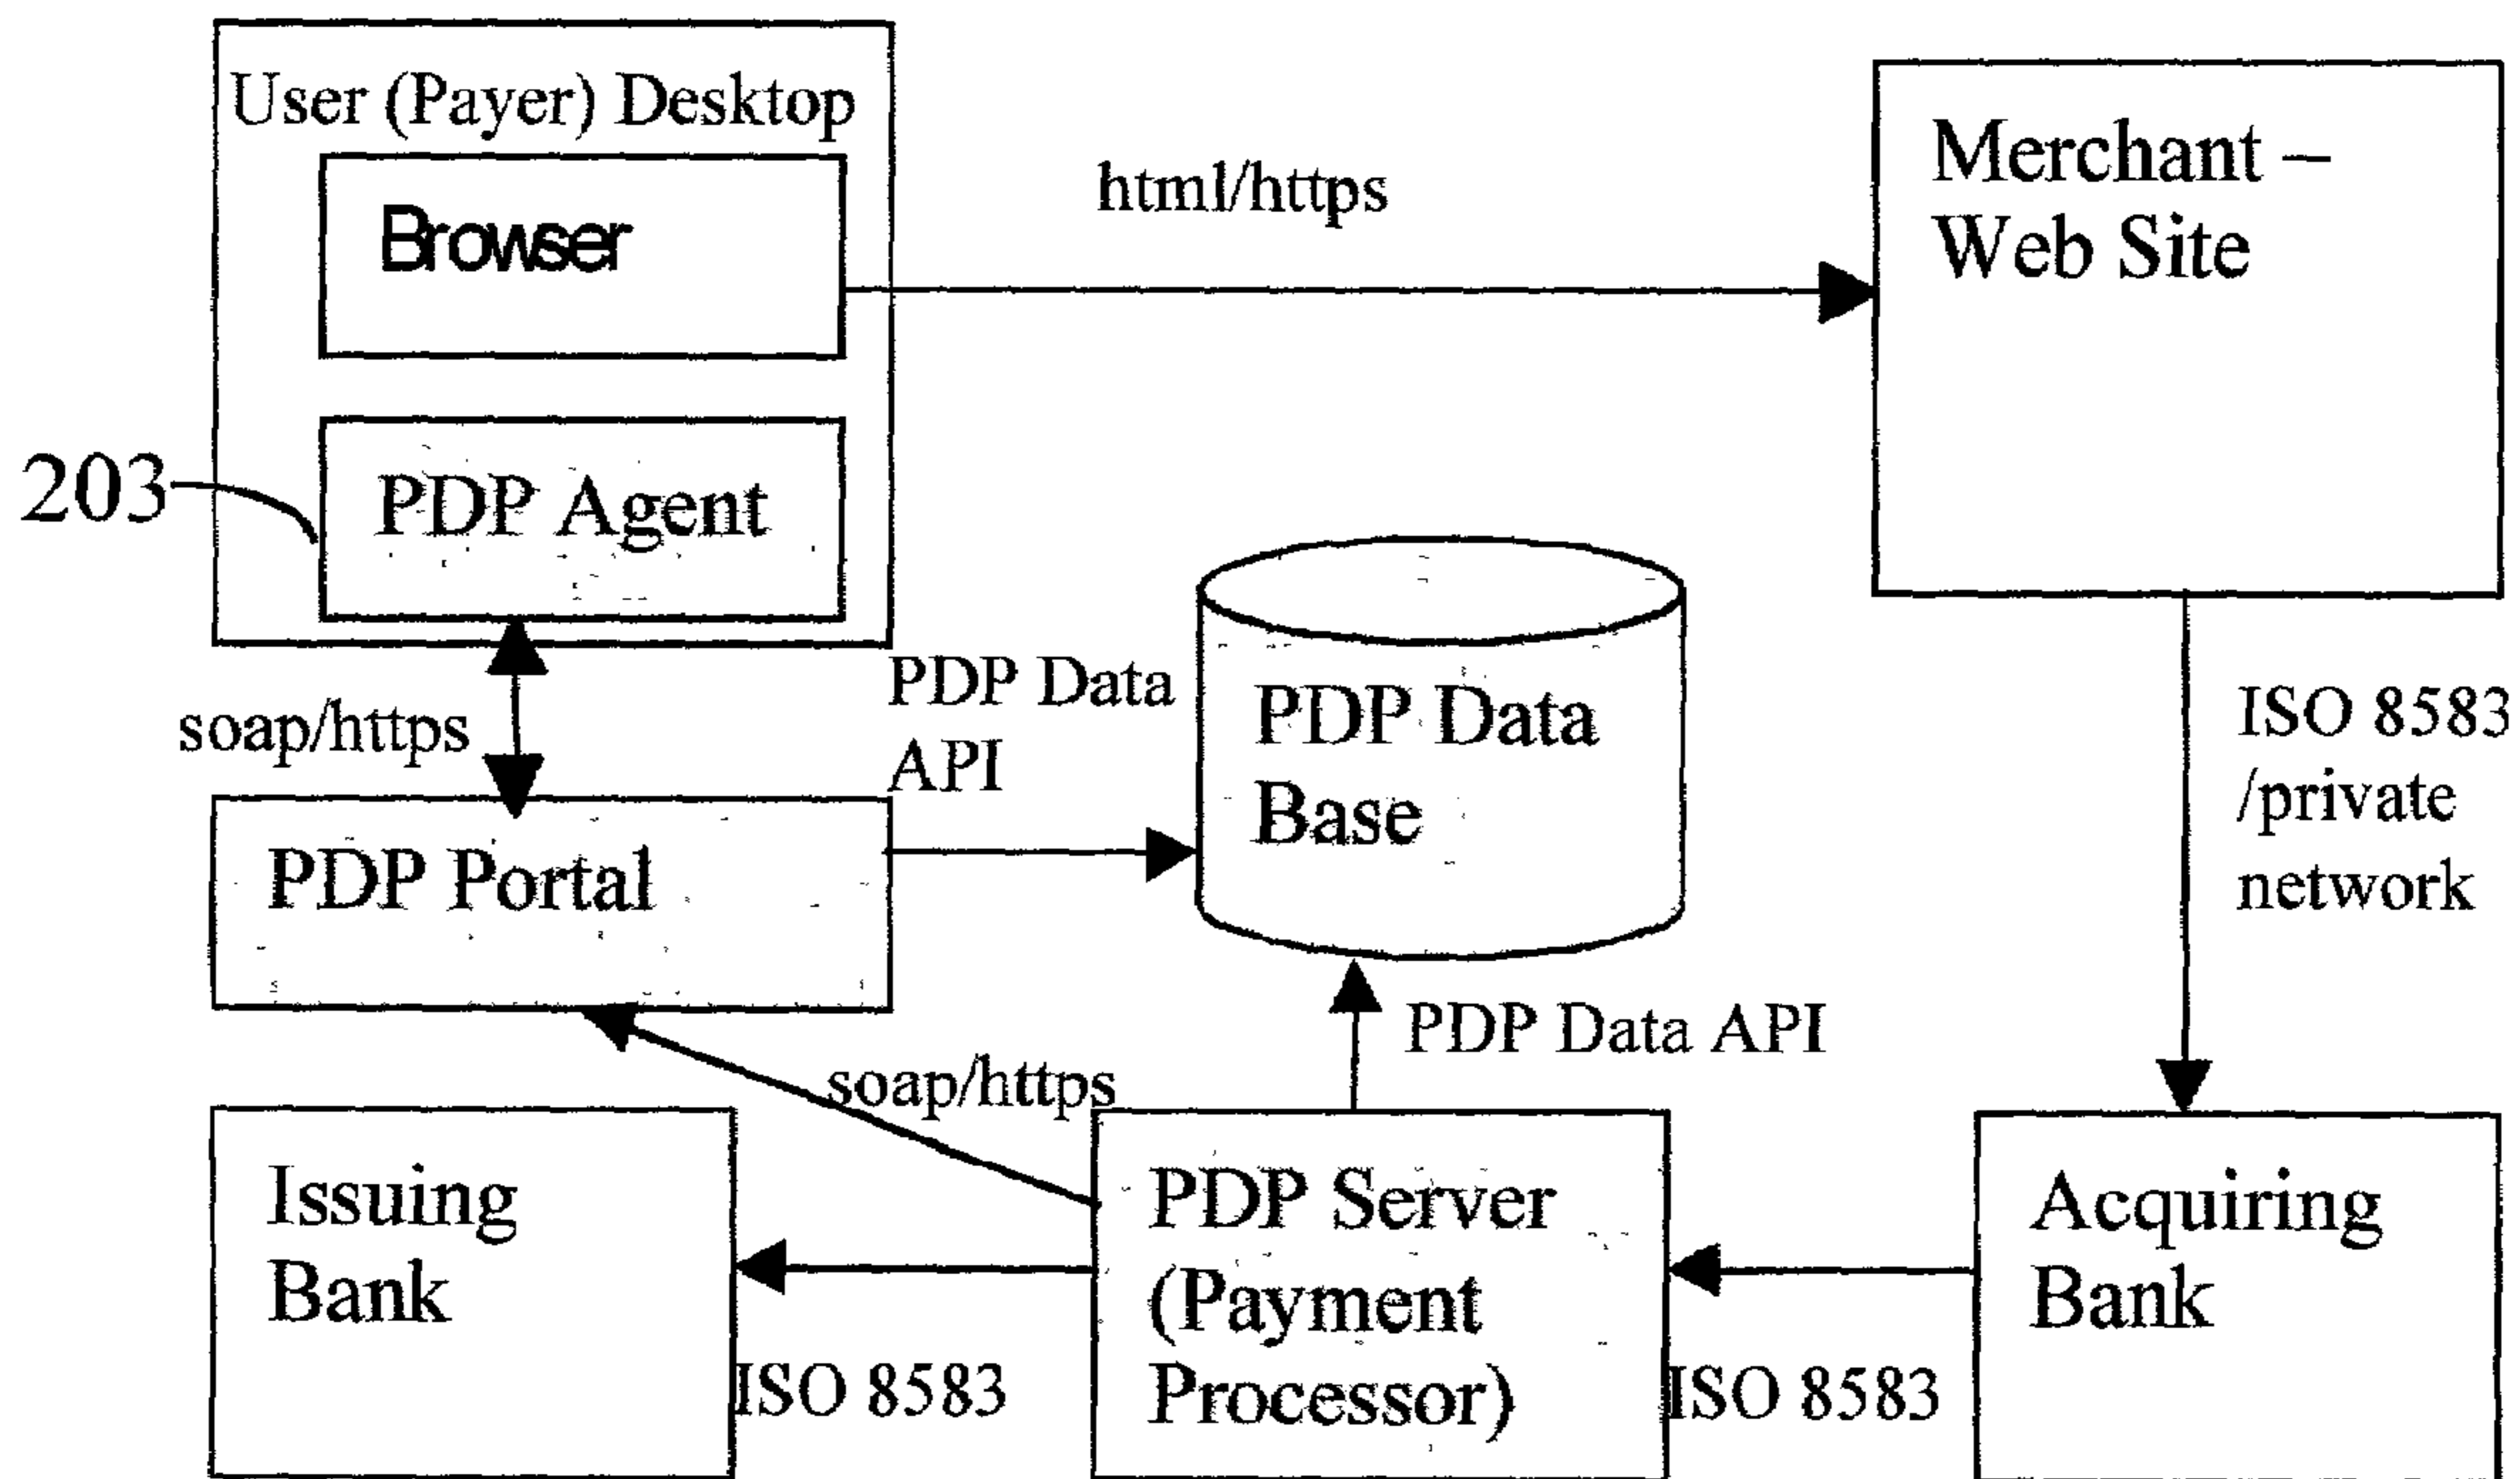 User (Payer) Desktop
Browser
html/https
Merchant –
Web Site
203
PDP Agent
soap/https
PDP Data
API
PDP Data
Base
ISO 8583
/private
network
PDP Portal
PDP Data API
soap/https
Issuing
Bank
ISO 8583
PDP Server
(Payment
Processor)
ISO 8583
Acquiring
Bank